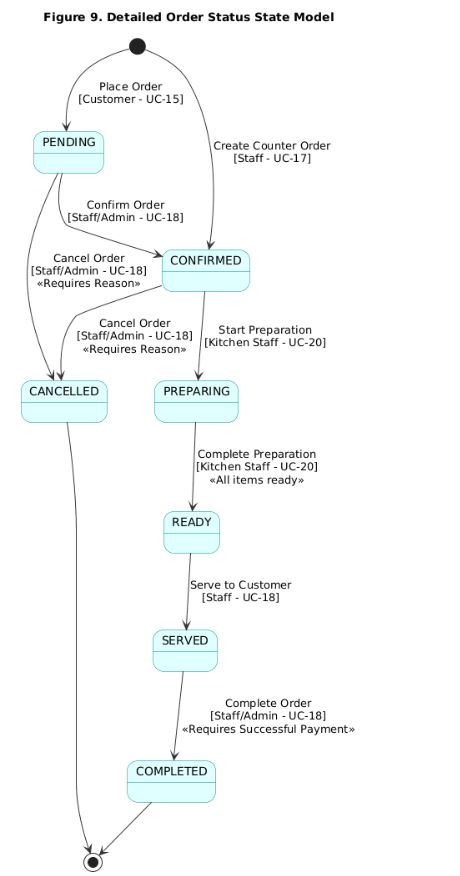 Figure 9. Detailed Order Status State Model
Place Order
[Customer - UC-15]
PENDING
Create Counter Order
[Staff - UC-17]
Confirm Order
[Staff/Admin - UC-18]
Cancel Order
[Staff/Admin - UC-18]
«Requires Reason»
CONFIRMED
Cancel Order
[Staff/Admin - UC-18]
«Requires Reason»
Start Preparation
[Kitchen Staff - UC-20]
CANCELLED
PREPARING
Complete Preparation
[Kitchen Staff - UC-20]
«All items ready»
READY
Serve to Customer
[Staff - UC-18]
SERVED
Complete Order
[Staff/Admin - UC-18]
«Requires Successful Payment»
COMPLETED